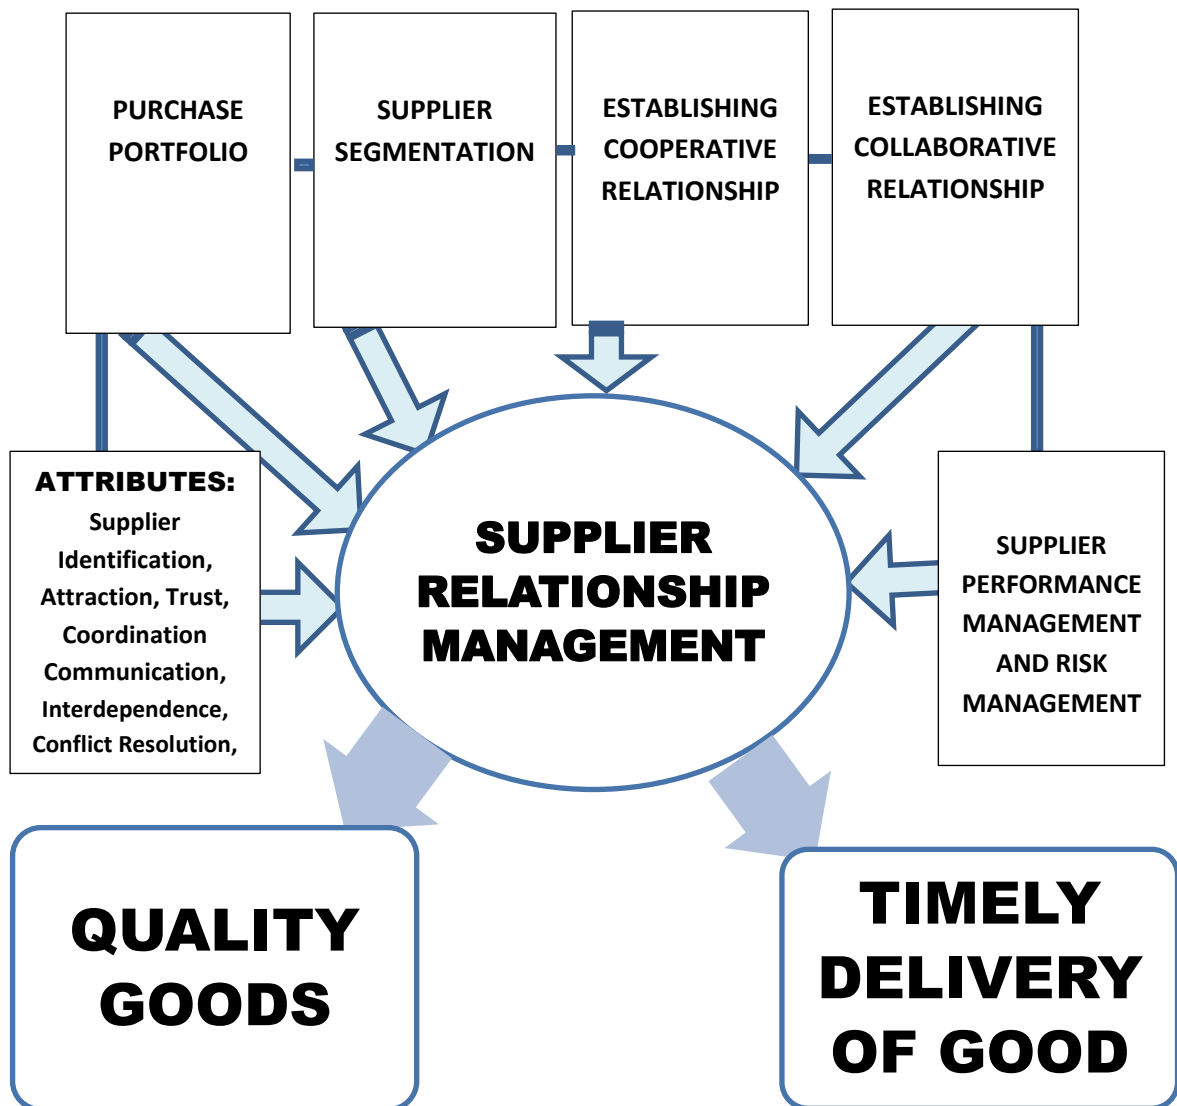 PURCHASE
PORTFOLIO
SUPPLIER
SEGMENTATION
ESTABLISHING
COOPERATIVE
RELATIONSHIP
ESTABLISHING
COLLABORATIVE
RELATIONSHIP
ATTRIBUTES:
Supplier
Identification,
Attraction, Trust,
Coordination
Communication,
Interdependence,
Conflict Resolution,
SUPPLIER
RELATIONSHIP
MANAGEMENT
SUPPLIER
PERFORMANCE
MANAGEMENT
AND RISK
MANAGEMENT
QUALITY
GOODS
TIMELY
DELIVERY
OF GOOD